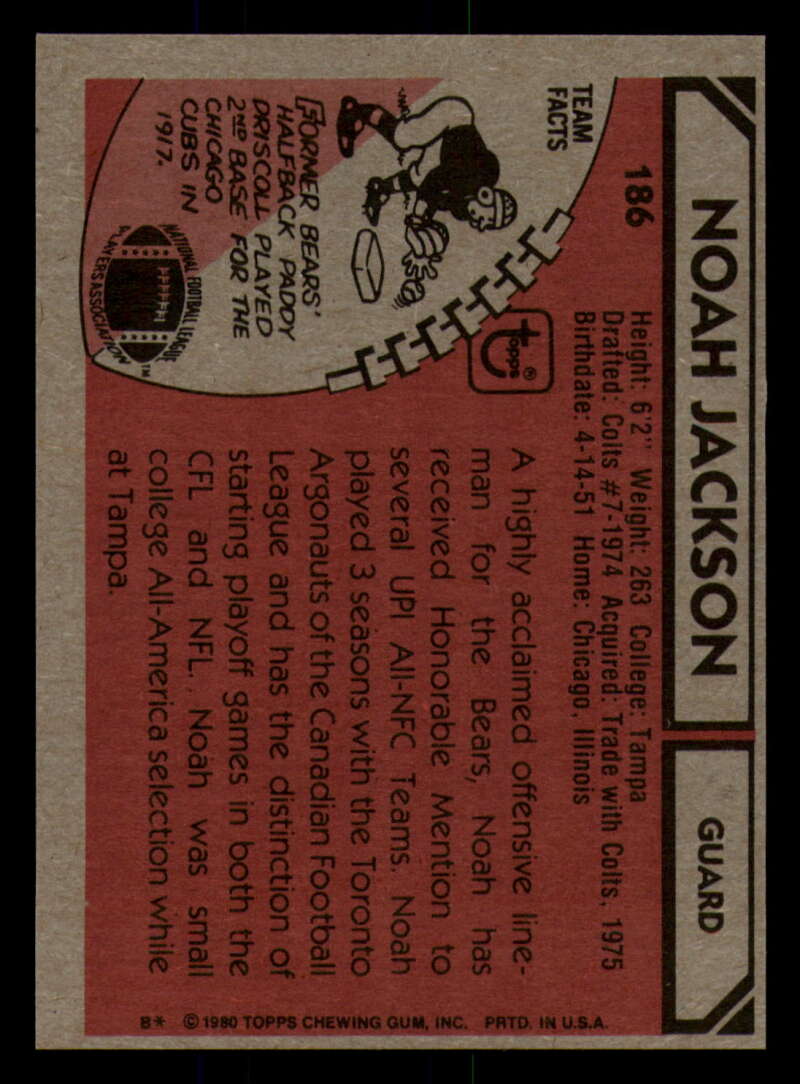 NOAH JACKSON
GUARD
186
Height: 6'2" Weight: 263 College: Tampa
Drafted: Colts #7-1974 Acquired: Trade with Colts, 1975
Birthdate: 4-14-51 Home: Chicago, Illinois
TEAM
FACTS
FORMER BEARS'
HALFBACK PADDY
DRISCOLL PLAYED
2ND BASE FOR THE
CHICAGO
CUBS IN
1917.
NATIONAL FOOTBALL LEAGUE
PLAYERS ASSOCIATION™
topps®
A highly acclaimed offensive line-
man for the Bears, Noah has
received Honorable Mention to
several UPI All-NFC Teams. Noah
played 3 seasons with the Toronto
Argonauts of the Canadian Football
League and has the distinction of
starting playoff games in both the
CFL and NFL. Noah was small
college All-America selection while
at Tampa.
B* © 1980 TOPPS CHEWING GUM, INC. PRTD. IN U.S.A.